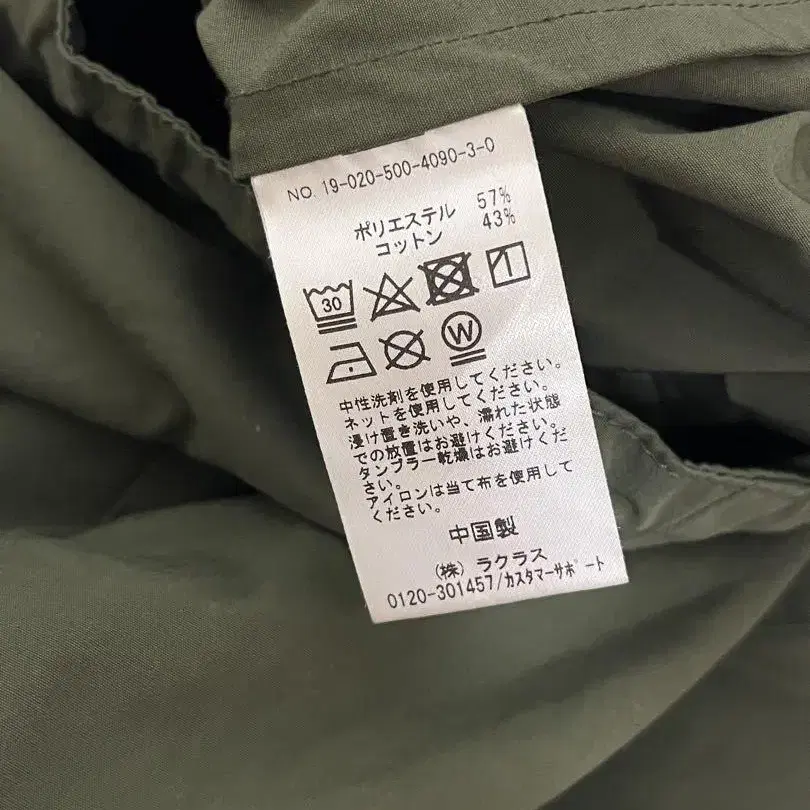 NO. 19-020-500-4090-3-0
ポリエステル 57%
コットン 43%
30
W
中性洗剤を使用してください。
ネットを使用してください。
浸け置き洗いや、濡れた状態
での放置はお避けください。
タンブラー乾燥はお避けくだ
さい。
アイロンは当て布を使用して
ください。
中国製
(株) ラクラス
0120-301457/カスタマーサポート